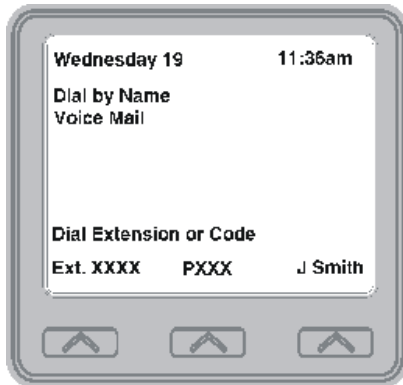 Wednesday 19 11:36am
Dial by Name
Voice Mail
Dial Extension or Code
Ext. XXXX PXXX J Smith